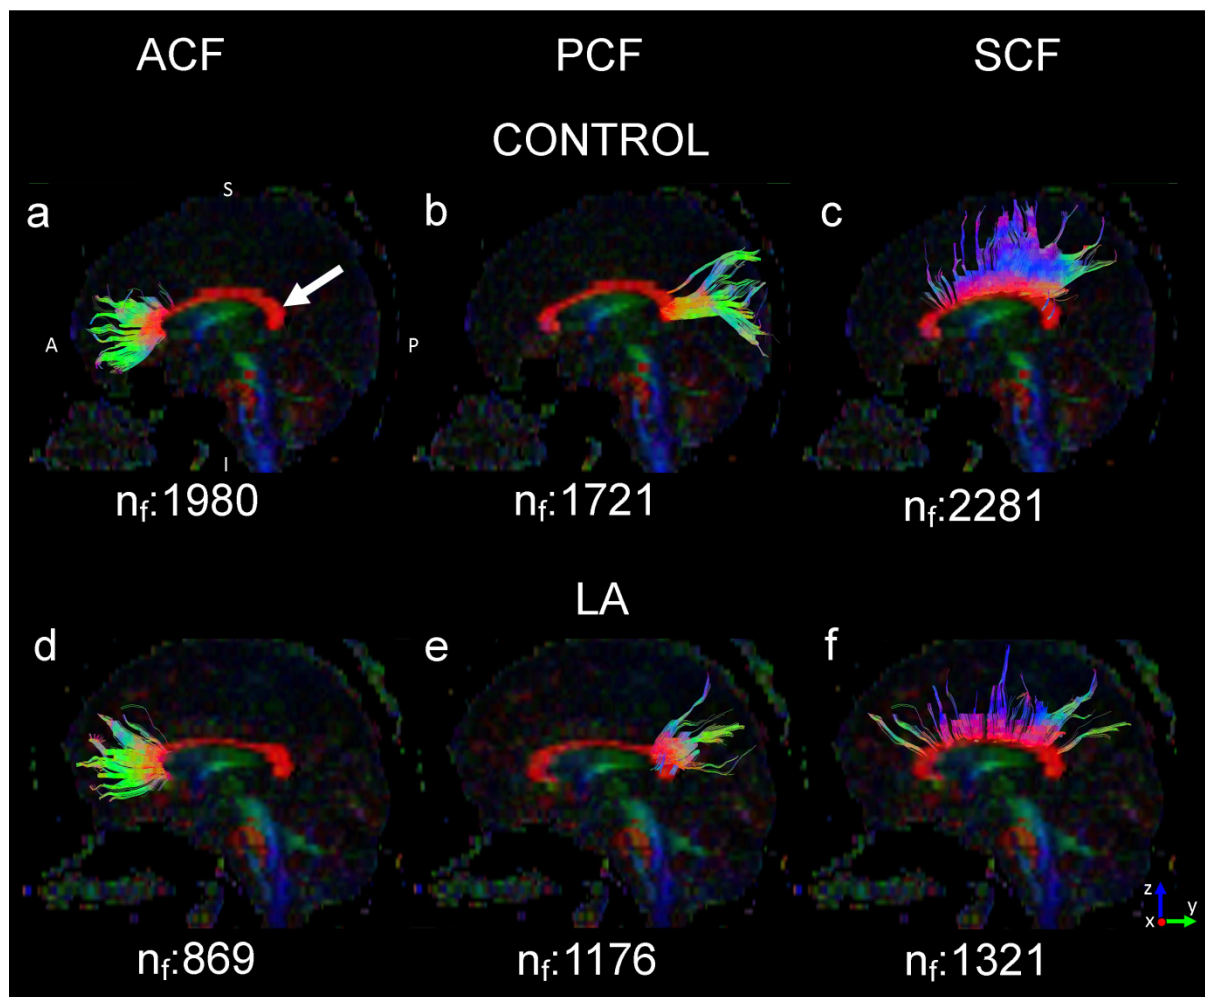 ACF PCF SCF
CONTROL
a b c
S
A P
I
nf:1980 nf:1721 nf:2281
LA
d e f
z
x y
nf:869 nf:1176 nf:1321